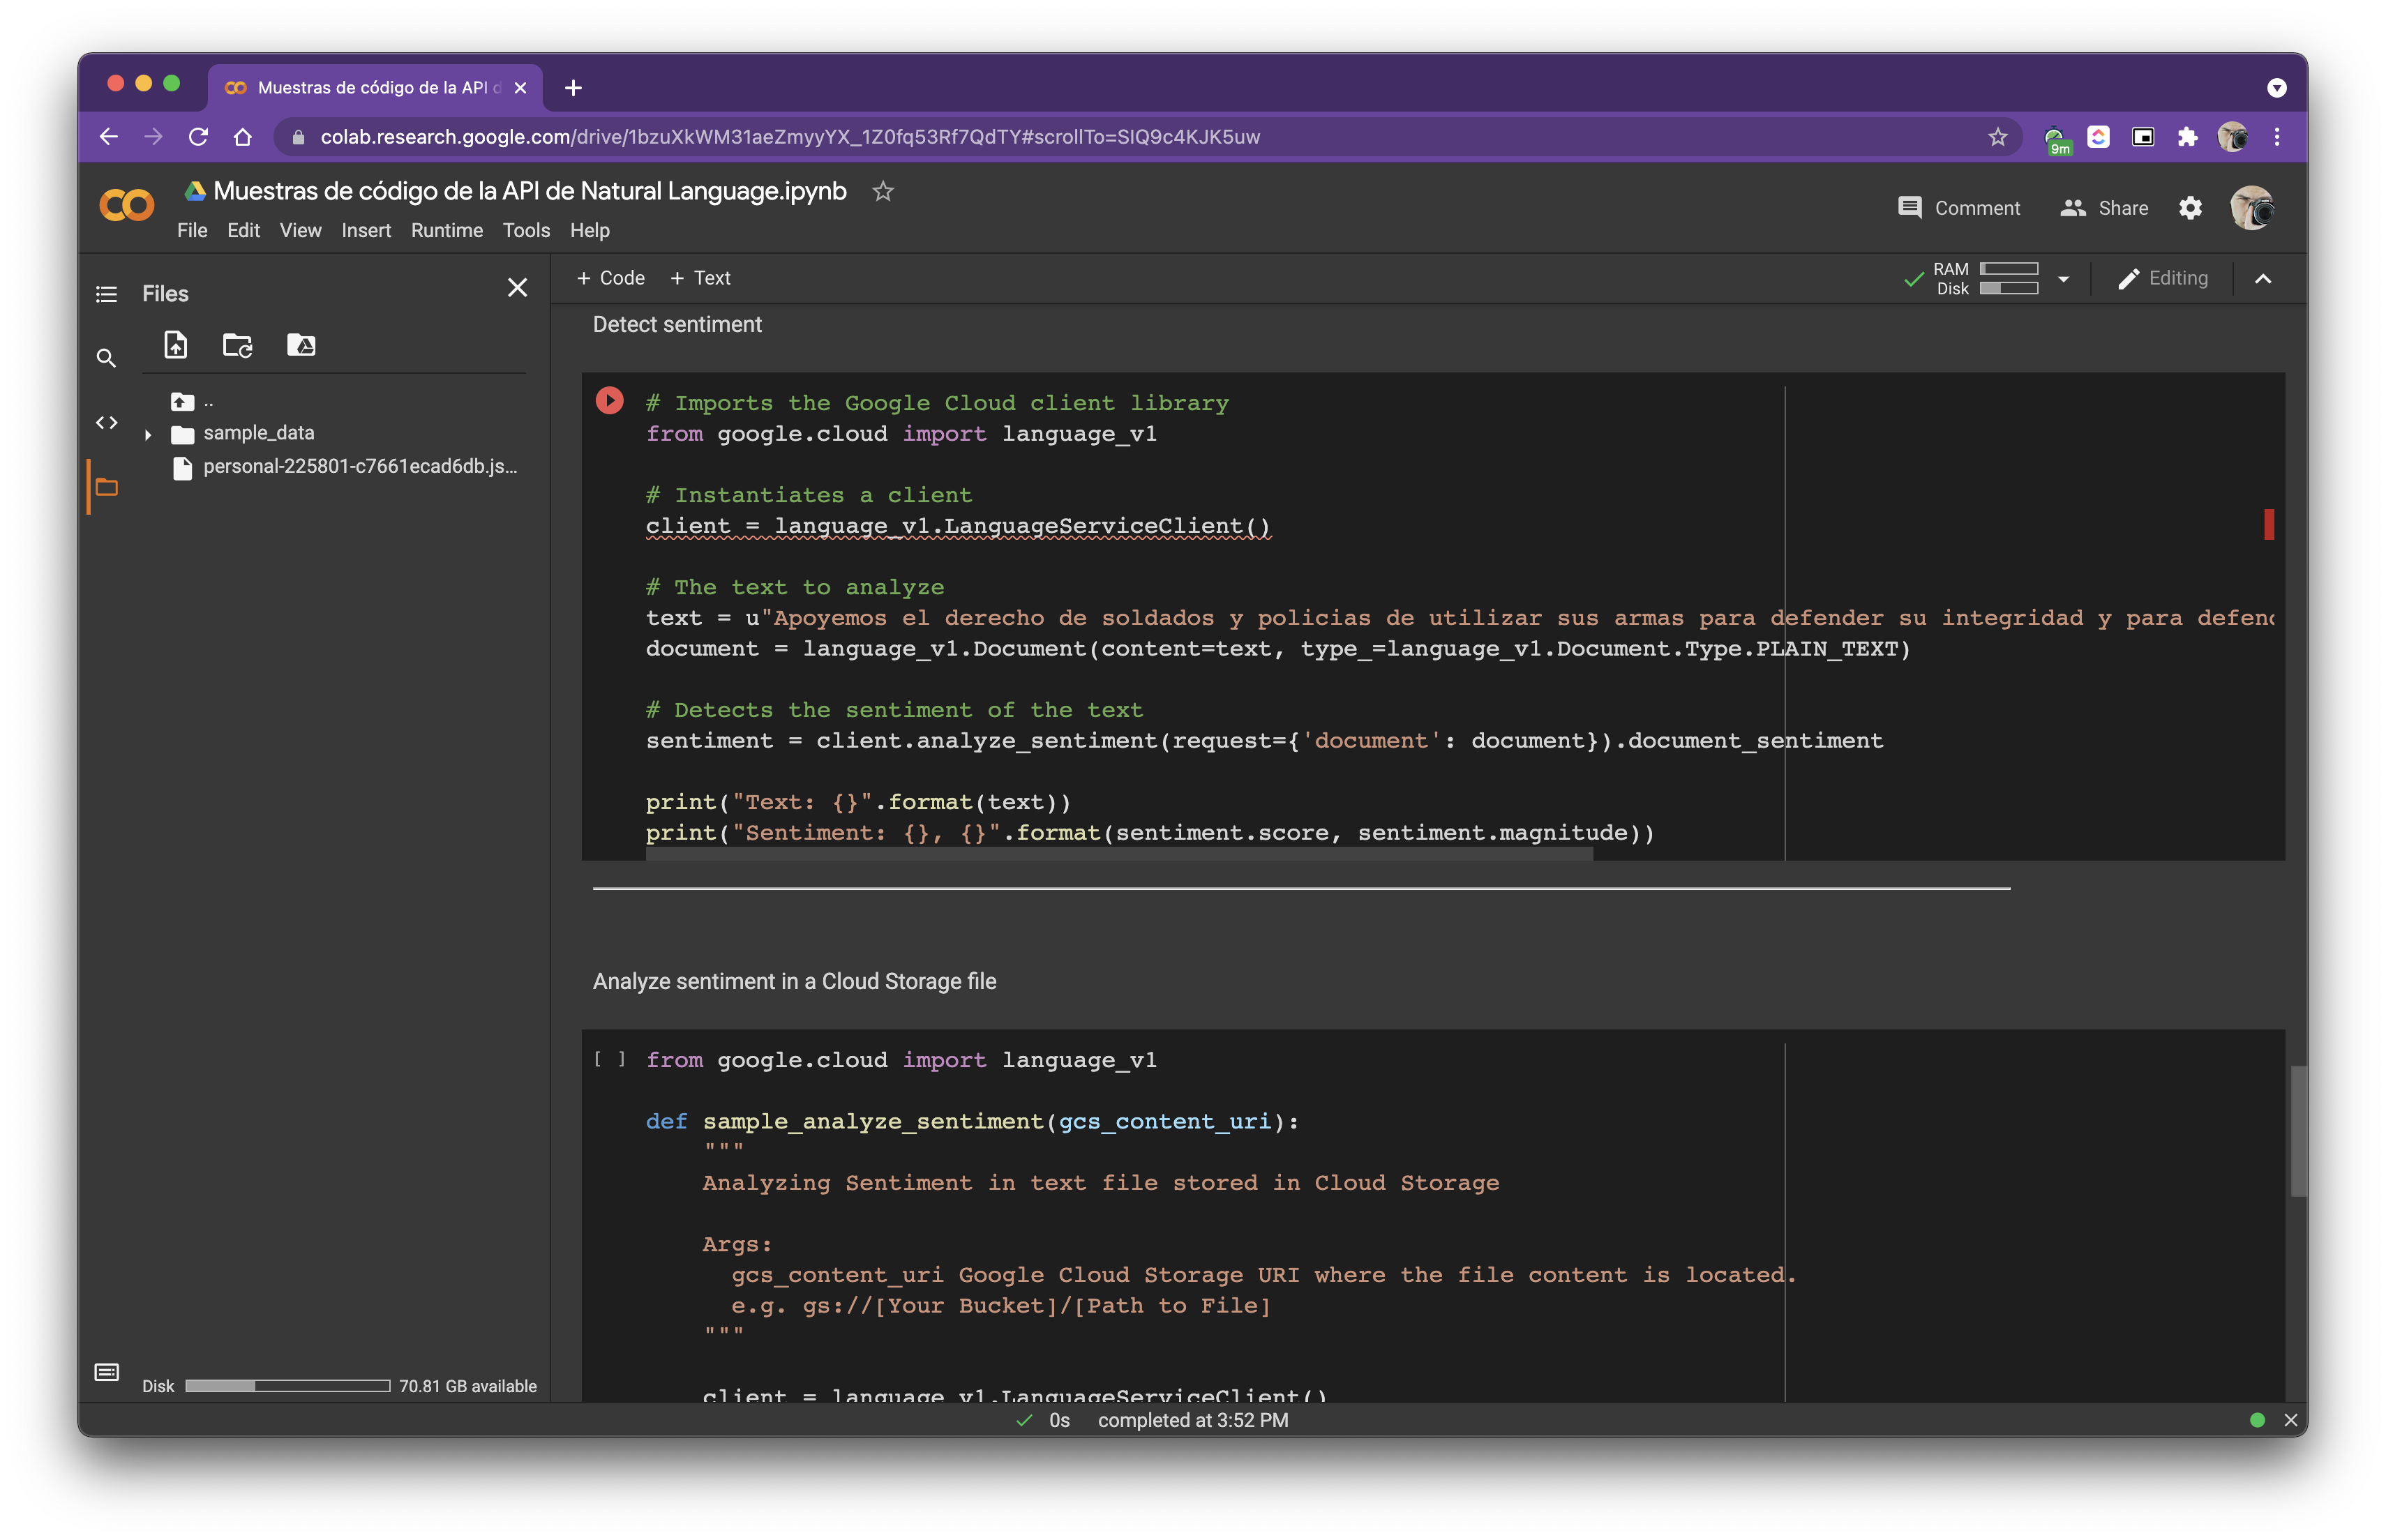 Muestras de código de la API d
colab.research.google.com/drive/1bzuXkWM31aeZmyyYX_1Z0fq53Rf7QdTY#scrollTo=SIQ9c4KJK5uw
9m
Muestras de código de la API de Natural Language.ipynb
File Edit View Insert Runtime Tools Help
Comment Share
Files
+ Code + Text
RAM
Disk
Editing
..
sample_data
personal-225801-c7661ecad6db.js...
Disk 70.81 GB available
Detect sentiment
# Imports the Google Cloud client library
from google.cloud import language_v1
# Instantiates a client
client = language_v1.LanguageServiceClient()
# The text to analyze
text = u"Apoyemos el derecho de soldados y policias de utilizar sus armas para defender su integridad y para defend
document = language_v1.Document(content=text, type_=language_v1.Document.Type.PLAIN_TEXT)
# Detects the sentiment of the text
sentiment = client.analyze_sentiment(request={'document': document}).document_sentiment
print("Text: {}".format(text))
print("Sentiment: {}, {}".format(sentiment.score, sentiment.magnitude))
Analyze sentiment in a Cloud Storage file
[ ] from google.cloud import language_v1
def sample_analyze_sentiment(gcs_content_uri):
"""
Analyzing Sentiment in text file stored in Cloud Storage
Args:
gcs_content_uri Google Cloud Storage URI where the file content is located.
e.g. gs://[Your Bucket]/[Path to File]
"""
client = language_v1.LanguageServiceClient()
0s completed at 3:52 PM